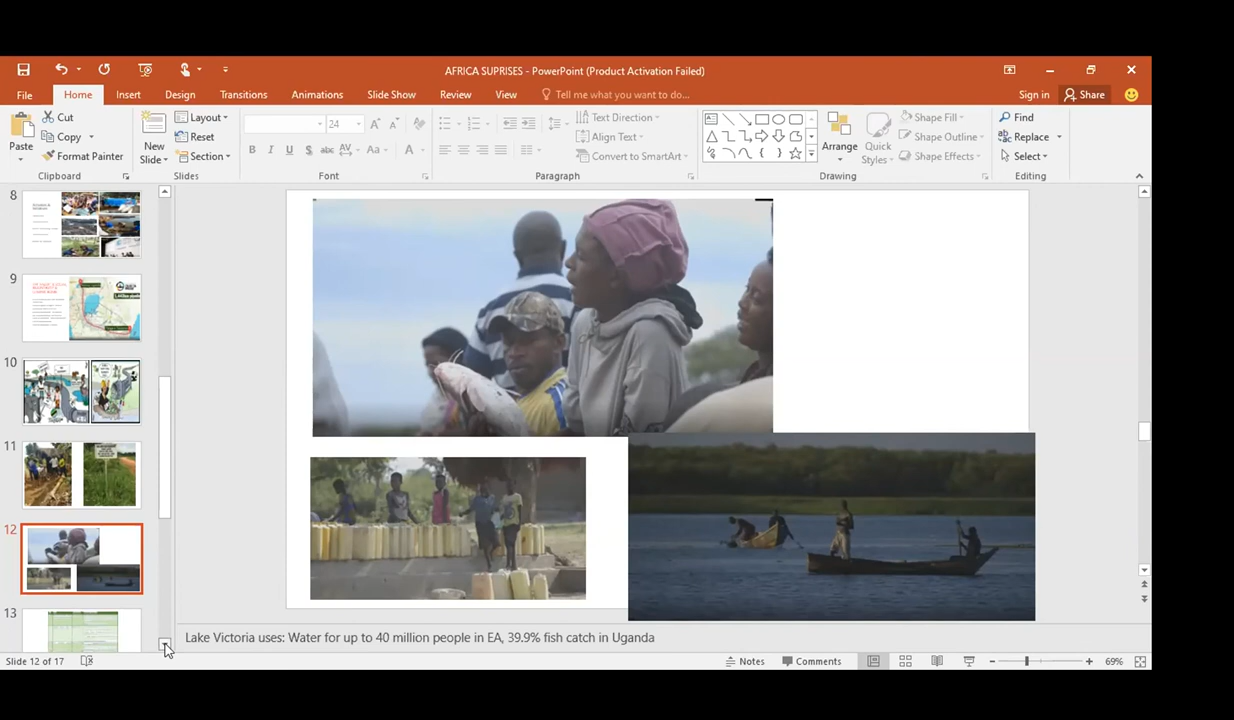 AFRICA SUPRISES - PowerPoint (Product Activation Failed)
File Home Insert Design Transitions Animations Slide Show Review View Tell me what you want to do... Sign in Share
Cut
Copy
Format Painter
Paste
Clipboard
New Slide
Layout
Reset
Section
Slides
24
B I U S abc AV Aa A
Font
Text Direction
Align Text
Convert to SmartArt
Paragraph
Arrange
Quick Styles
Shape Fill
Shape Outline
Shape Effects
Drawing
Find
Replace
Select
Editing
8
9
10
11
12
13
Lake Victoria uses: Water for up to 40 million people in EA, 39.9% fish catch in Uganda
Slide 12 of 17 Notes Comments 69%